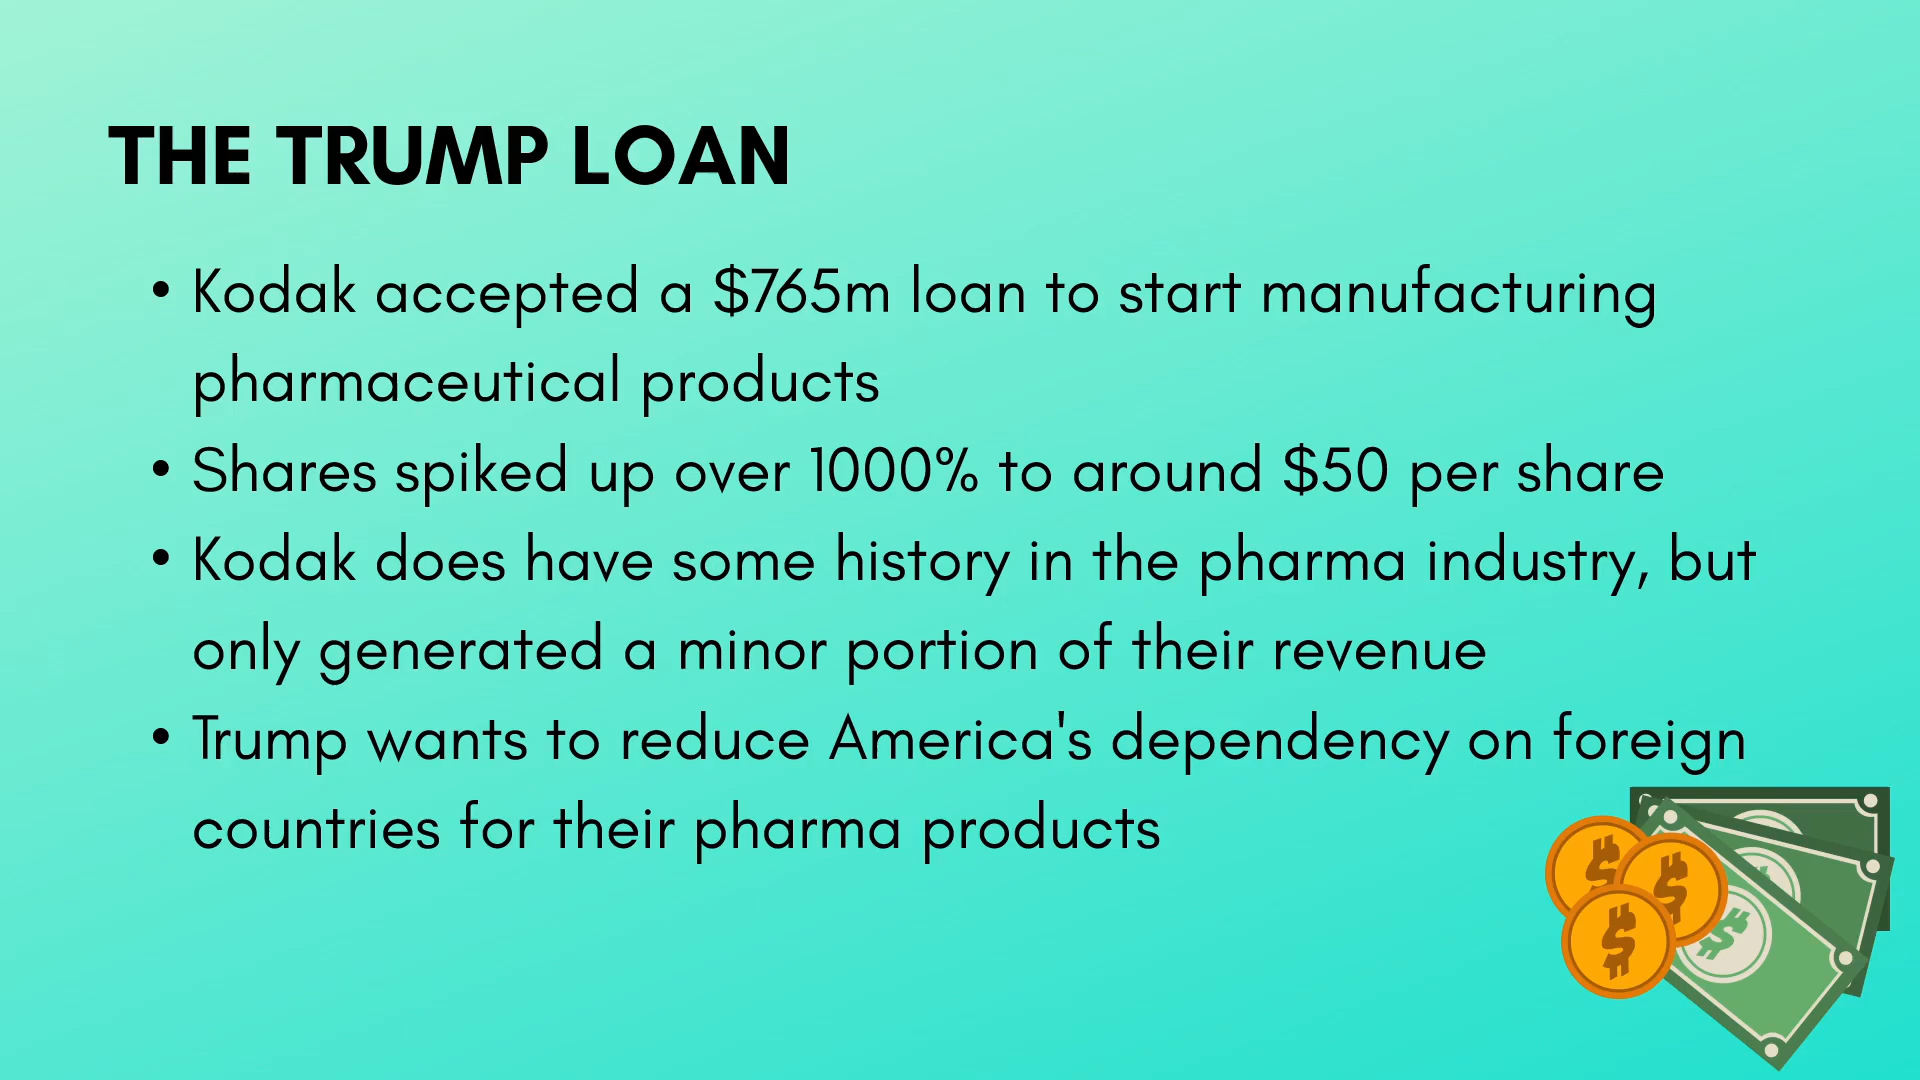 THE TRUMP LOAN
• Kodak accepted a $765m loan to start manufacturing
pharmaceutical products
• Shares spiked up over 1000% to around $50 per share
• Kodak does have some history in the pharma industry, but
only generated a minor portion of their revenue
• Trump wants to reduce America's dependency on foreign
countries for their pharma products
$ $ $
$ $